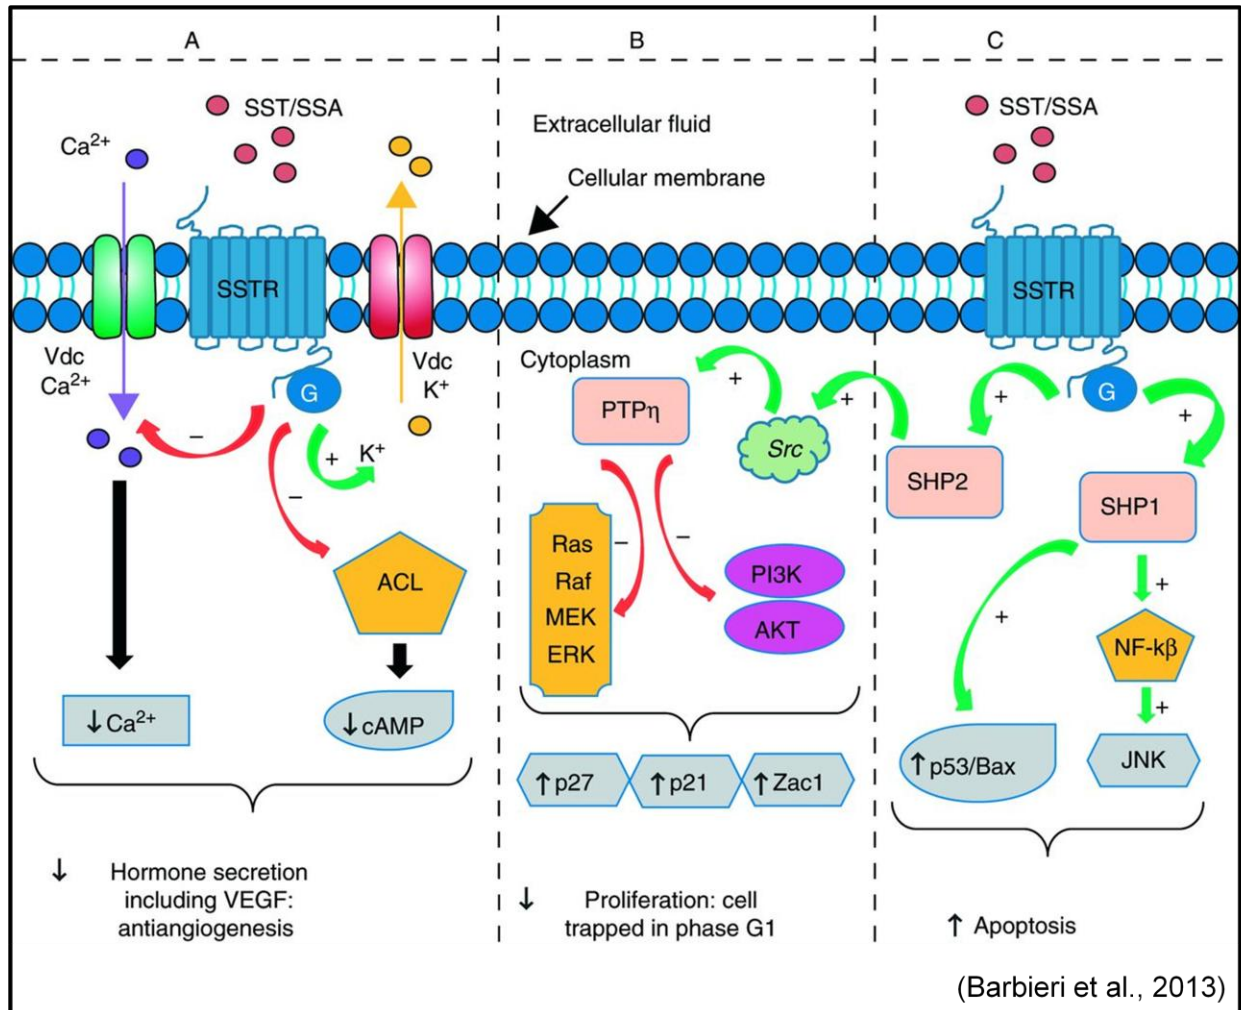 A
B
C
SST/SSA
Ca²⁺
Extracellular fluid
Cellular membrane
SST/SSA
SSTR
SSTR
Vdc
Ca²⁺
Vdc
K⁺
Cytoplasm
G
G
–
+
K⁺
–
PTPη
+
Src
+
+
+
SHP2
SHP1
ACL
Ras
Raf
MEK
ERK
–
–
PI3K
AKT
+
+
NF-kβ
+
↓Ca²⁺
↓cAMP
↑p27
↑p21
↑Zac1
↑p53/Bax
JNK
↓ Hormone secretion
including VEGF:
antiangiogenesis
↓ Proliferation: cell
trapped in phase G1
↑ Apoptosis
(Barbieri et al., 2013)